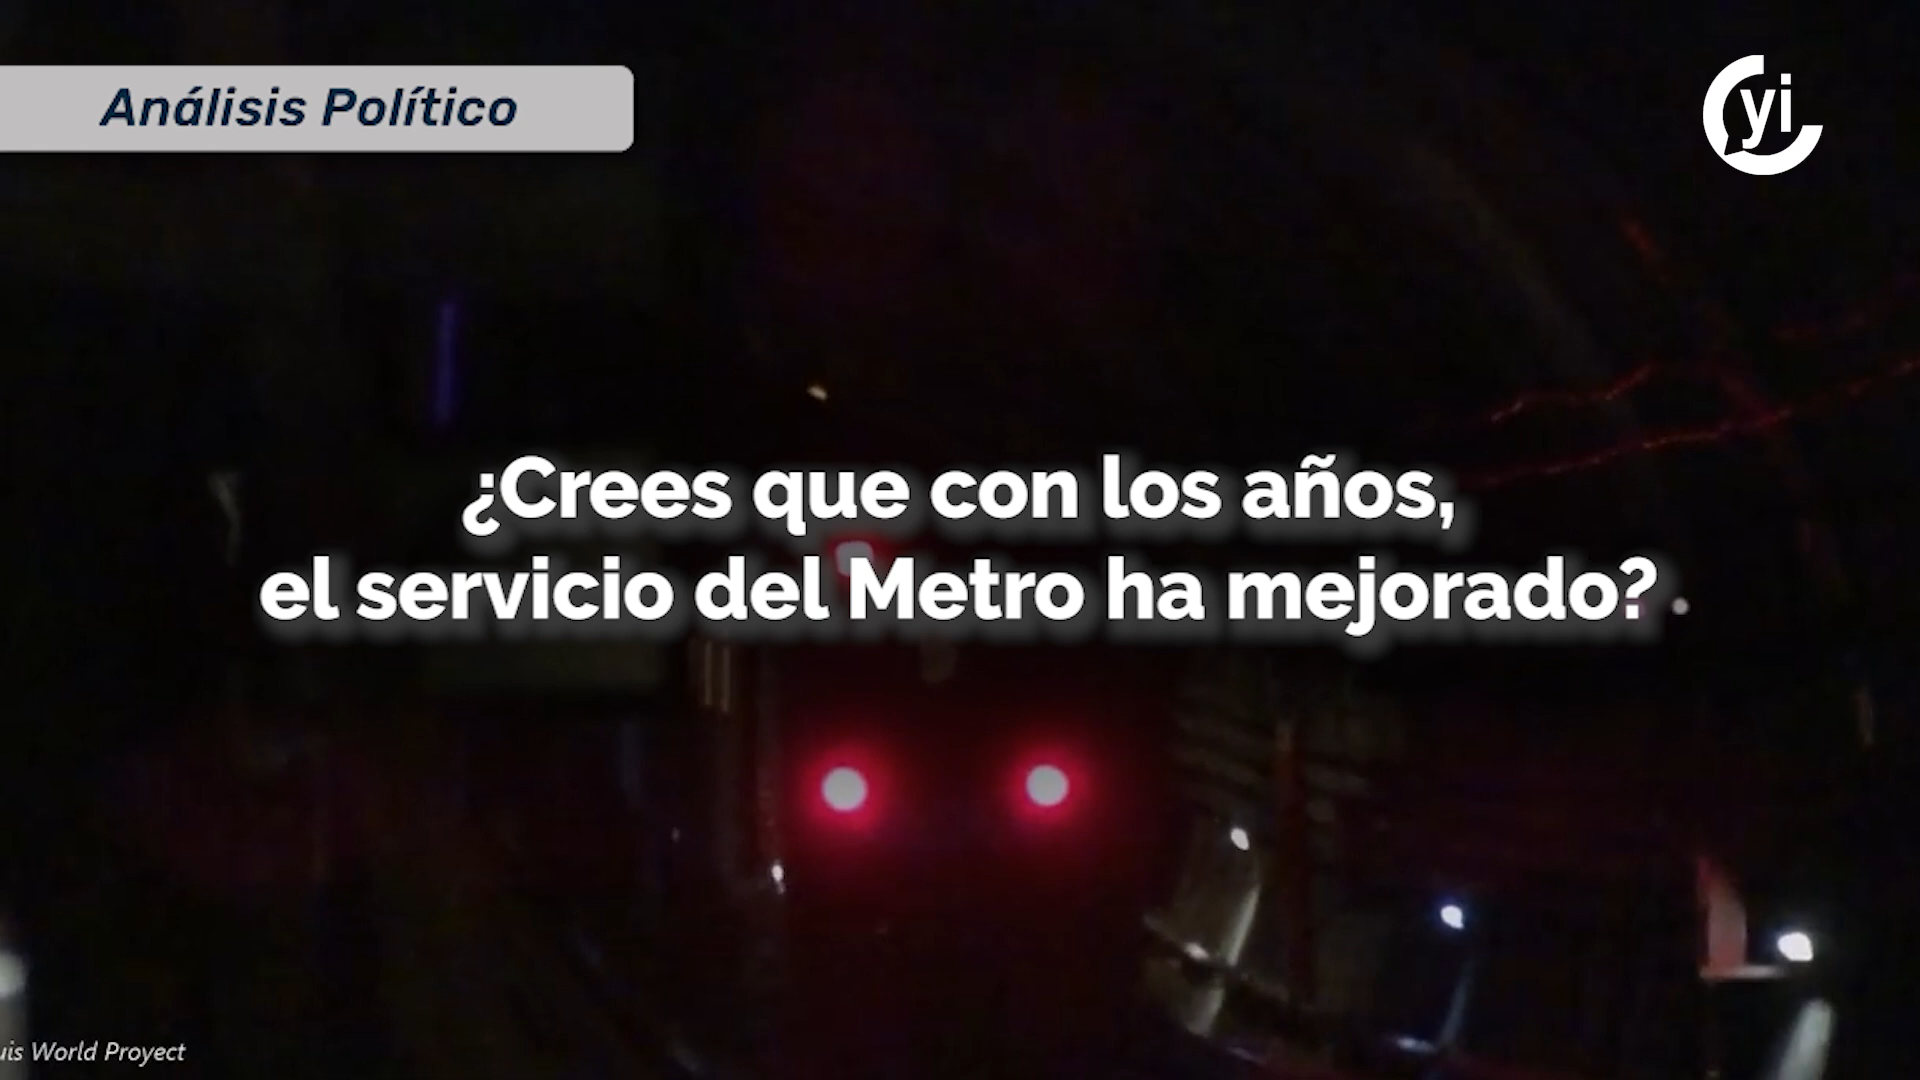 Análisis Político
yi
¿Crees que con los años,
el servicio del Metro ha mejorado?
World Proyect